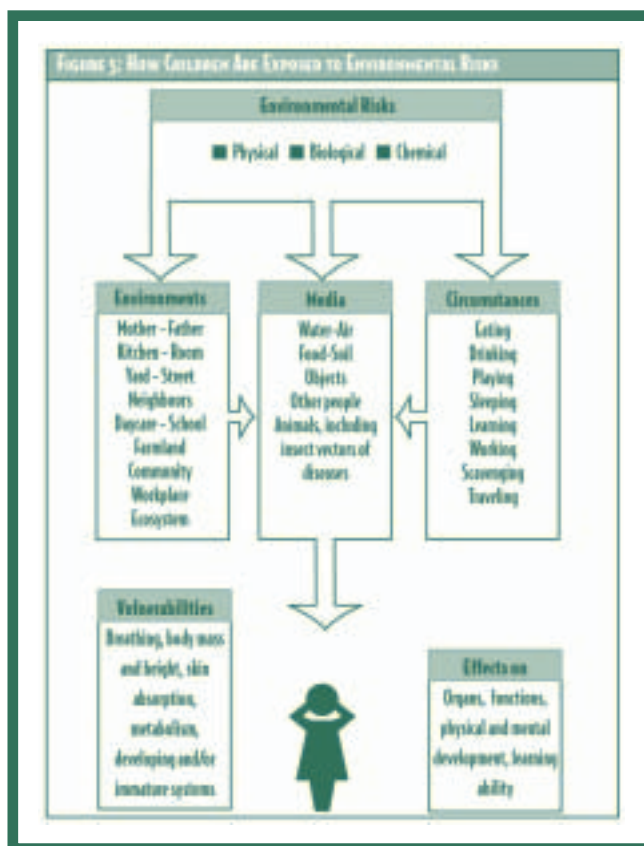 FIGURE 5: HOW CHILDREN ARE EXPOSED TO ENVIRONMENTAL RISKS
Environmental Risks
Physical Biological Chemical
Environments
Mother - Father
Kitchen - Room
Yard - Street
Neighbours
Daycare - School
Farmland
Community
Workplace
Ecosystem
Media
Water-Air
Food-Soil
Objects
Other people
Animals, including
insect vectors of
diseases
Circumstances
Eating
Drinking
Playing
Sleeping
Learning
Working
Scavenging
Traveling
Vulnerabilities
Breathing, body mass
and height, skin
absorption,
metabolism,
developing and/or
immature systems
Effects on
Organs, functions,
physical and mental
development, learning
ability